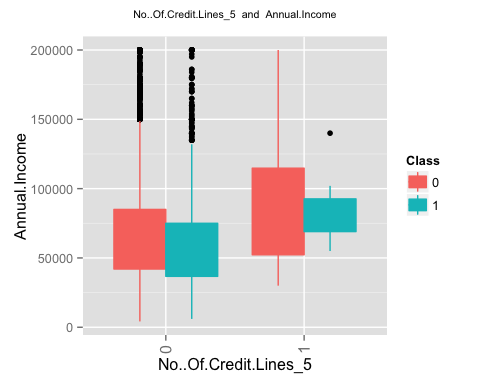 No..Of.Credit.Lines_5 and Annual.Income
200000
150000
100000
50000
0
Annual.Income
0
1
No..Of.Credit.Lines_5
Class
0
1